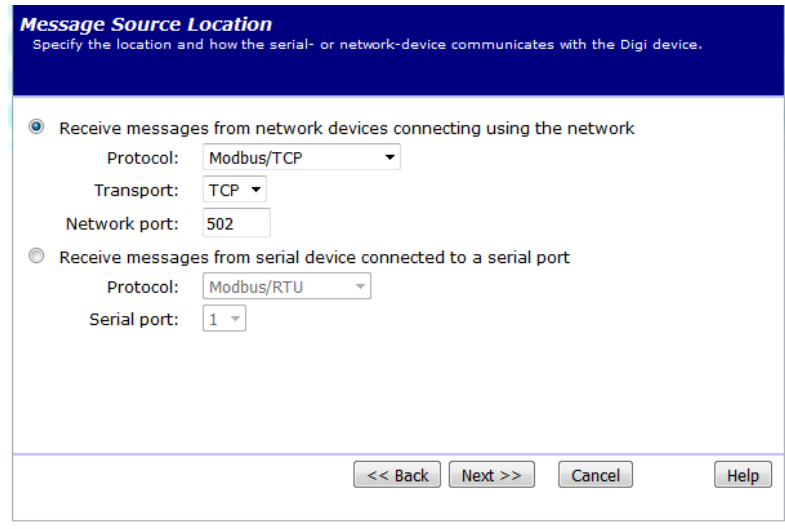 Message Source Location
Specify the location and how the serial- or network-device communicates with the Digi device.
Receive messages from network devices connecting using the network
Protocol: Modbus/TCP
Transport: TCP
Network port: 502
Receive messages from serial device connected to a serial port
Protocol: Modbus/RTU
Serial port: 1
<< Back Next >> Cancel Help